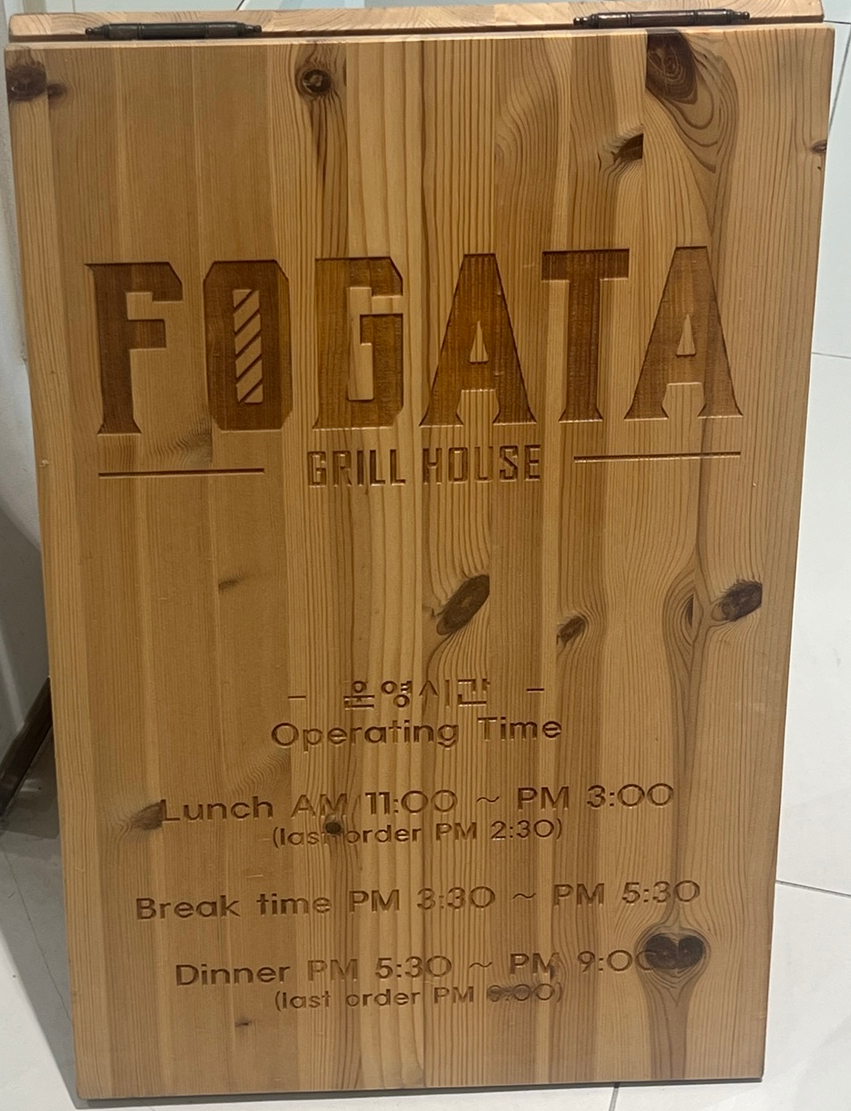 FOGATA
GRILL HOUSE
- 운영시간 -
Operating Time
Lunch AM 11:00 ~ PM 3:00
(last order PM 2:30)
Break time PM 3:30 ~ PM 5:30
Dinner PM 5:30 ~ PM 9:00
(last order PM